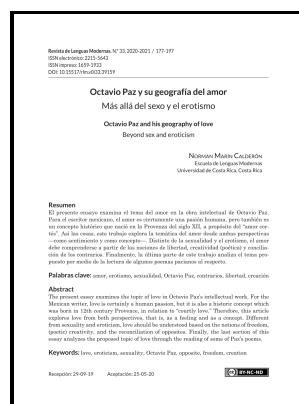 Revista de Lenguas Modernas, N.° 33, 2020-2021 / 177-197
ISSN electrónico: 2215-5643
ISSN impreso: 1659-1933
DOI: 10.15517/rlm.v0i33.39159
Octavio Paz y su geografía del amor
Más allá del sexo y el erotismo
Octavio Paz and his geography of love
Beyond sex and eroticism
Norman Marín Calderón
Escuela de Lenguas Modernas
Universidad de Costa Rica, Costa Rica
Resumen
El presente ensayo examina el tema del amor en la obra intelectual de Octavio Paz.
Para el escritor mexicano, el amor es ciertamente una pasión humana, pero también es
un concepto histórico que nació en la Provenza del siglo XII, a propósito del "amor cor-
tés". Así las cosas, este trabajo explora la temática del amor desde ambas perspectivas
—como sentimiento y como concepto—. Distinto de la sexualidad y el erotismo, el amor
debe comprenderse a partir de las nociones de libertad, creatividad (poética) y concilia-
ción de los contrarios. Finalmente, la última parte de este trabajo analiza el tema pro-
puesto por medio de la lectura de algunos poemas pacianos al respecto.
Palabras clave: amor, erotismo, sexualidad, Octavio Paz, contrarios, libertad, creación
Abstract
The present essay examines the topic of love in Octavio Paz's intellectual work. For the
Mexican writer, love is certainly a human passion, but it is also a historic concept which
was born in 12th century Provence, in relation to "courtly love." Therefore, this article
explores love from both perspectives, that is, as a feeling and as a concept. Different
from sexuality and eroticism, love should be understood based on the notions of freedom,
(poetic) creativity, and the reconciliation of opposites. Finally, the last section of this
essay analyzes the proposed topic of love through the reading of some of Paz's poems.
Keywords: love, eroticism, sexuality, Octavio Paz, opposite, freedom, creation
Recepción: 29-09-19 Aceptación: 25-05-20
CC BY-NC-ND